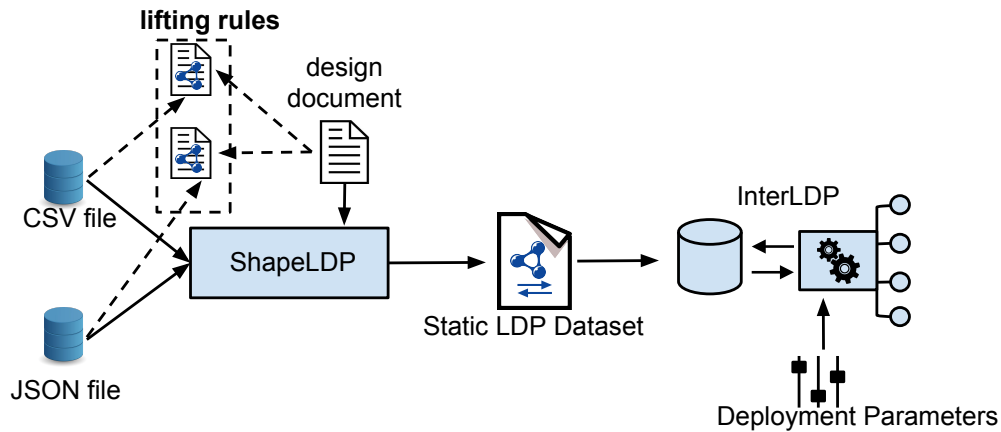 lifting rules
design
document
CSV file
ShapeLDP
InterLDP
Static LDP Dataset
JSON file
Deployment Parameters